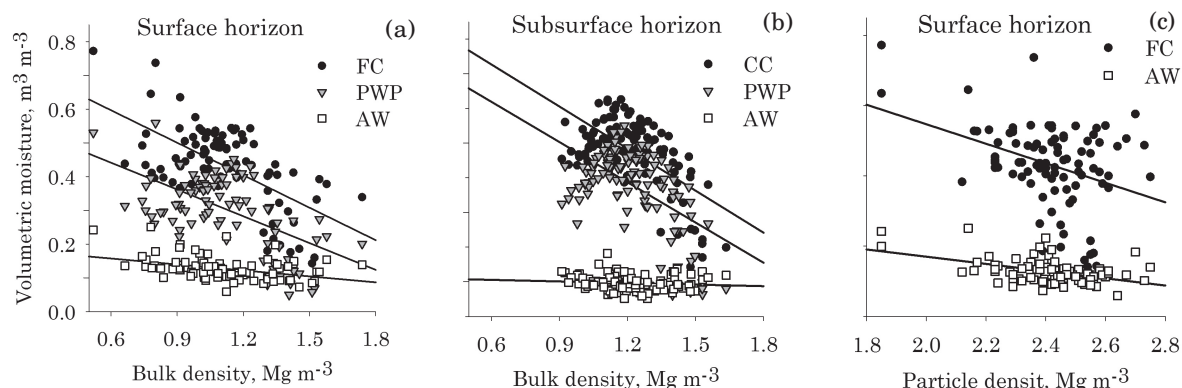 Surface horizon (a)
FC
PWP
AW
Subsurface horizon (b)
CC
PWP
AW
Surface horizon (c)
FC
AW
Volumetric moisture, m³ m⁻³
0.8
0.6
0.4
0.2
0.0
0.6 0.9 1.2 1.5 1.8
0.6 0.9 1.2 1.5 1.8
1.8 2.0 2.2 2.4 2.6 2.8
Bulk density, Mg m⁻³
Bulk density, Mg m⁻³
Particle densit, Mg m⁻³